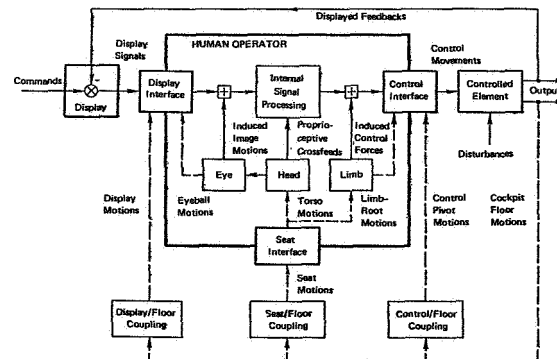 Displayed Feedbacks
Display
Signals
HUMAN OPERATOR
Control
Movements
Commands
Display
Display
Interface
Internal
Signal
Processing
Control
Interface
Controlled
Element
Output
Induced
Image
Motions
Proprio-
ceptive
Crossfeeds
Induced
Control
Forces
Disturbances
Eye
Head
Limb
Display
Motions
Eyeball
Motions
Torso
Motions
Limb-
Root
Motions
Control
Pivot
Motions
Cockpit
Floor
Motions
Seat
Interface
Seat
Motions
Display/Floor
Coupling
Seat/Floor
Coupling
Control/Floor
Coupling